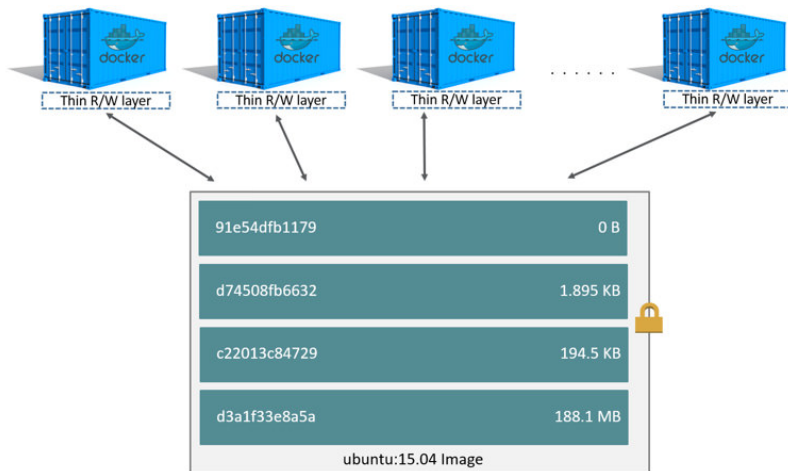 docker
docker
docker
docker
Thin R/W layer
Thin R/W layer
Thin R/W layer
. . . . . .
Thin R/W layer
91e54dfb1179 0 B
d74508fb6632 1.895 KB
c22013c84729 194.5 KB
d3a1f33e8a5a 188.1 MB
ubuntu:15.04 Image